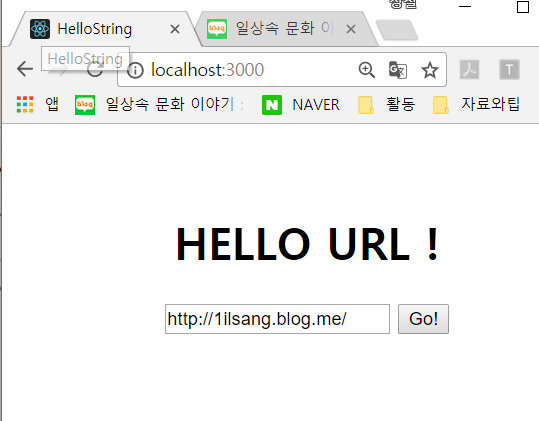 HelloString
일상속 문화 이
HelloString
localhost:3000
앱 일상속 문화 이야기 : NAVER 활동 자료와팁
HELLO URL !
http://1ilsang.blog.me/ Go!